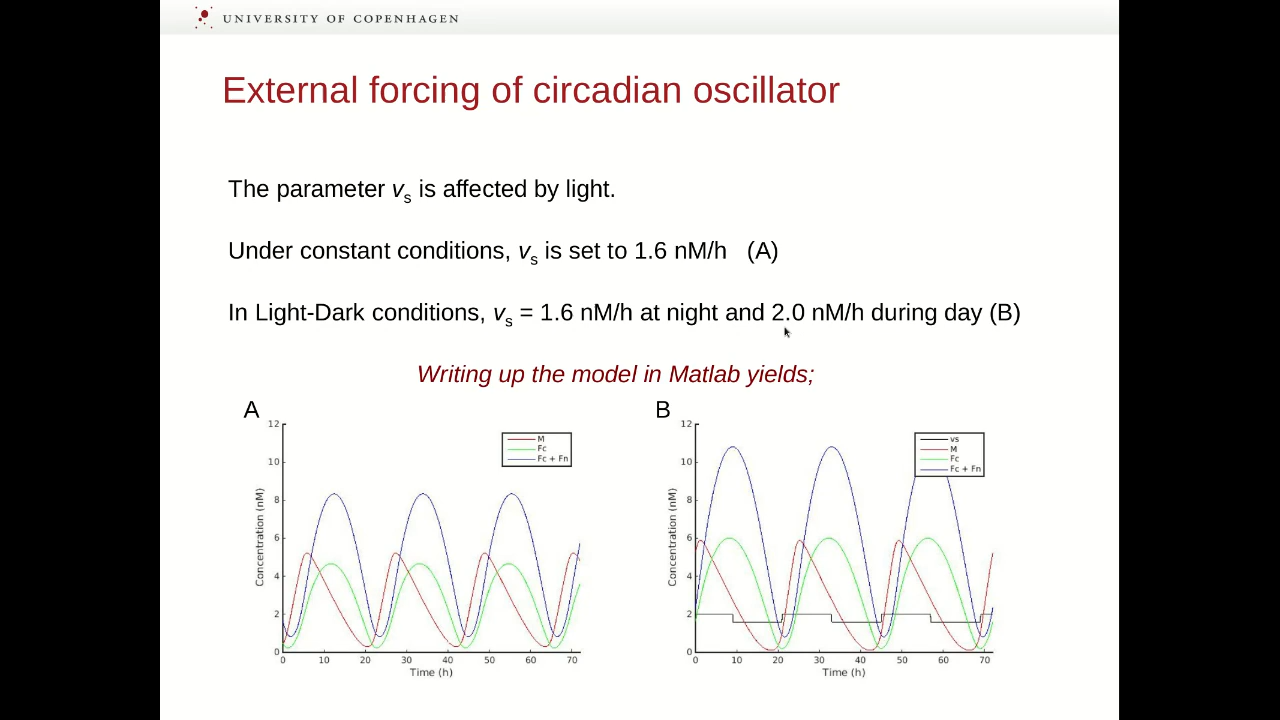 UNIVERSITY OF COPENHAGEN
External forcing of circadian oscillator
The parameter vs is affected by light.
Under constant conditions, vs is set to 1.6 nM/h (A)
In Light-Dark conditions, vs = 1.6 nM/h at night and 2.0 nM/h during day (B)
Writing up the model in Matlab yields;
A
12
10
8
6
4
2
0
Concentration (nM)
M
Fc
Fc + Fn
0 10 20 30 40 50 60 70
Time (h)
B
12
10
8
6
4
2
0
Concentration (nM)
vs
M
Fc
Fc + Fn
0 10 20 30 40 50 60 70
Time (h)